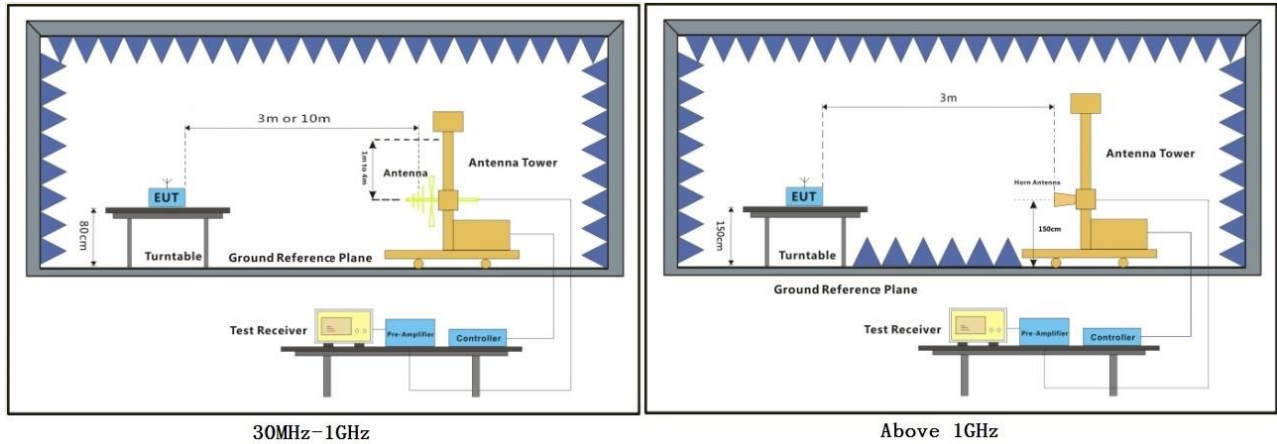 3m or 10m
1m to 4m
Antenna
Antenna Tower
EUT
80cm
Turntable
Ground Reference Plane
Test Receiver
Pre-Amplifier
Controller
30MHz-1GHz
3m
Antenna Tower
Horn Antenna
EUT
150cm
150cm
Turntable
Ground Reference Plane
Test Receiver
Pre-Amplifier
Controller
Above 1GHz